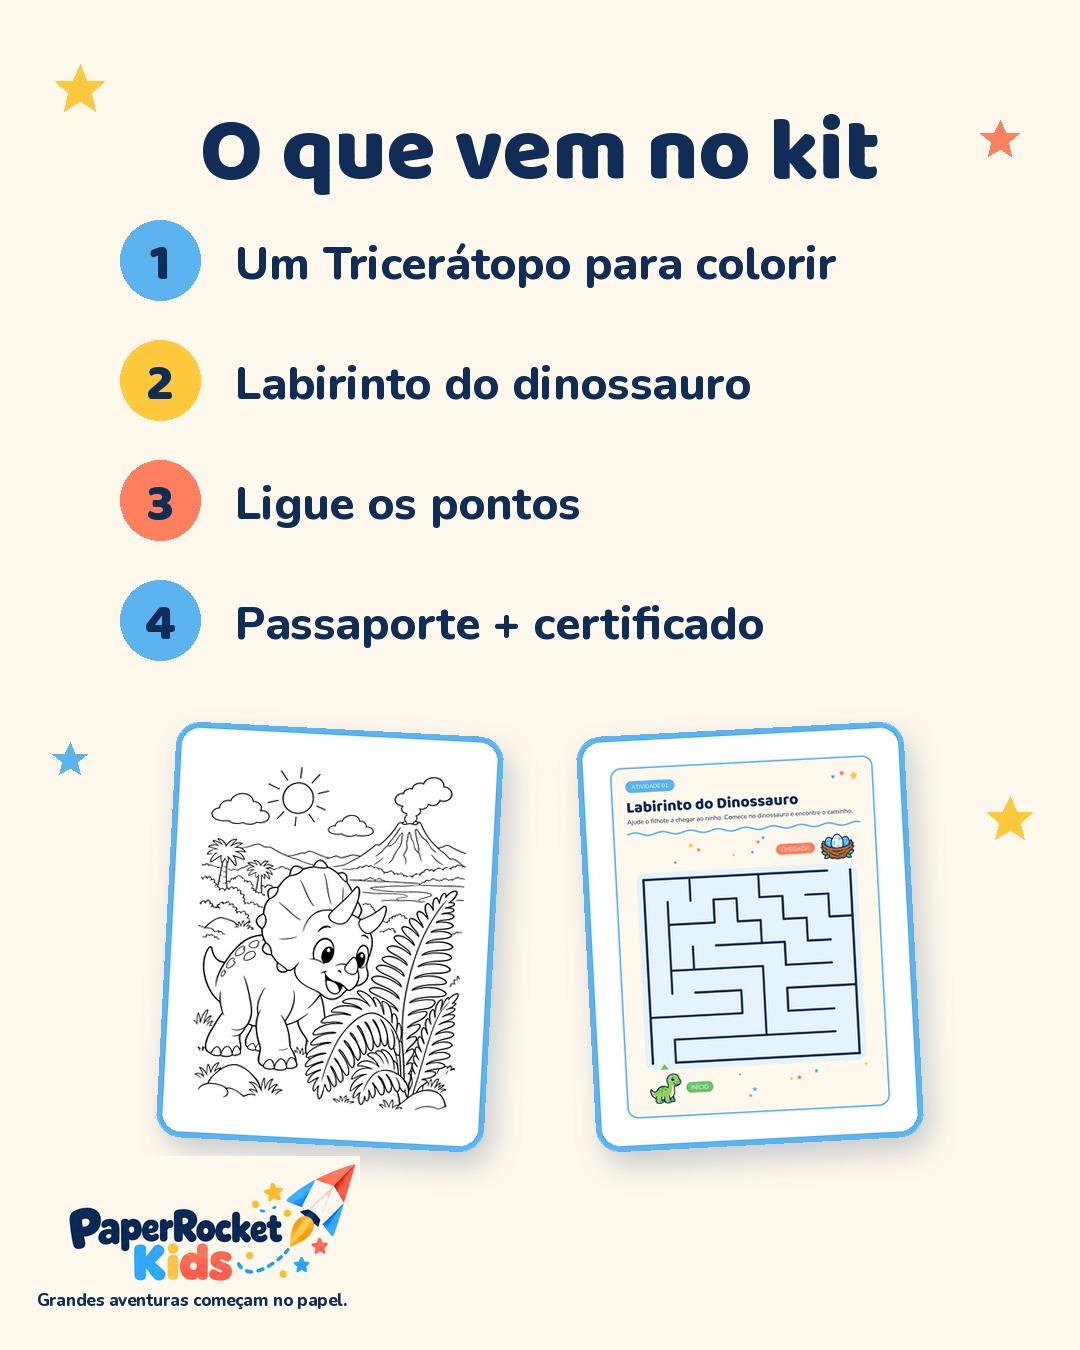 O que vem no kit
1 Um Tricerátopo para colorir
2 Labirinto do dinossauro
3 Ligue os pontos
4 Passaporte + certificado
ATIVIDADE 01
Labirinto do Dinossauro
Ajude o filhote a chegar ao ninho. Comece no dinossauro e encontre o caminho.
CHEGADA
INÍCIO
PaperRocket
Kids
Grandes aventuras começam no papel.